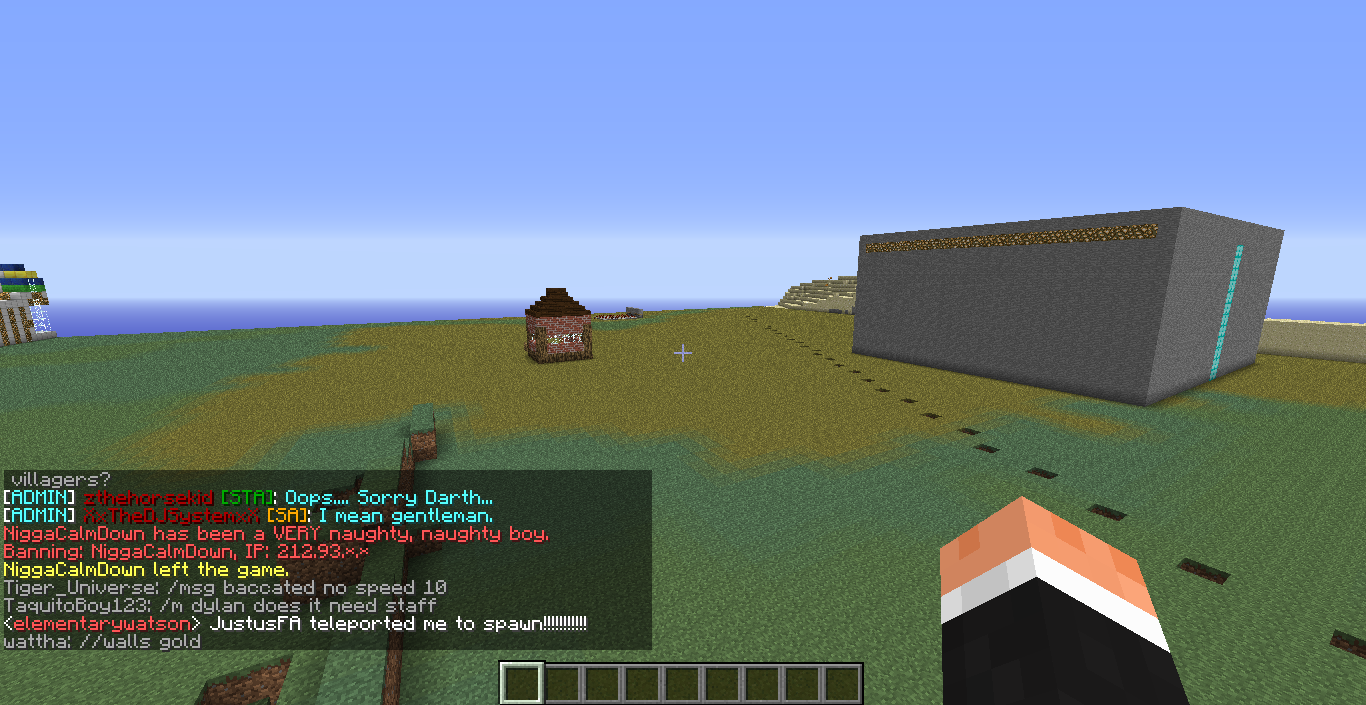 villagers?
[ADMIN] zthehorsekid [STA]: Oops.... Sorry Darth...
[ADMIN] XxTheDJSystemxX [SA]: I mean gentleman.
NiggaCalmDown has been a VERY naughty, naughty boy.
Banning: NiggaCalmDown, IP: 212.93.*.*
NiggaCalmDown left the game.
Tiger_Universe: /msg baccated no speed 10
TaquitoBoy123: /m dylan does it need staff
<elementarywatson> JustusFA teleported me to spawn!!!!!!!!!!
wattha: //walls gold